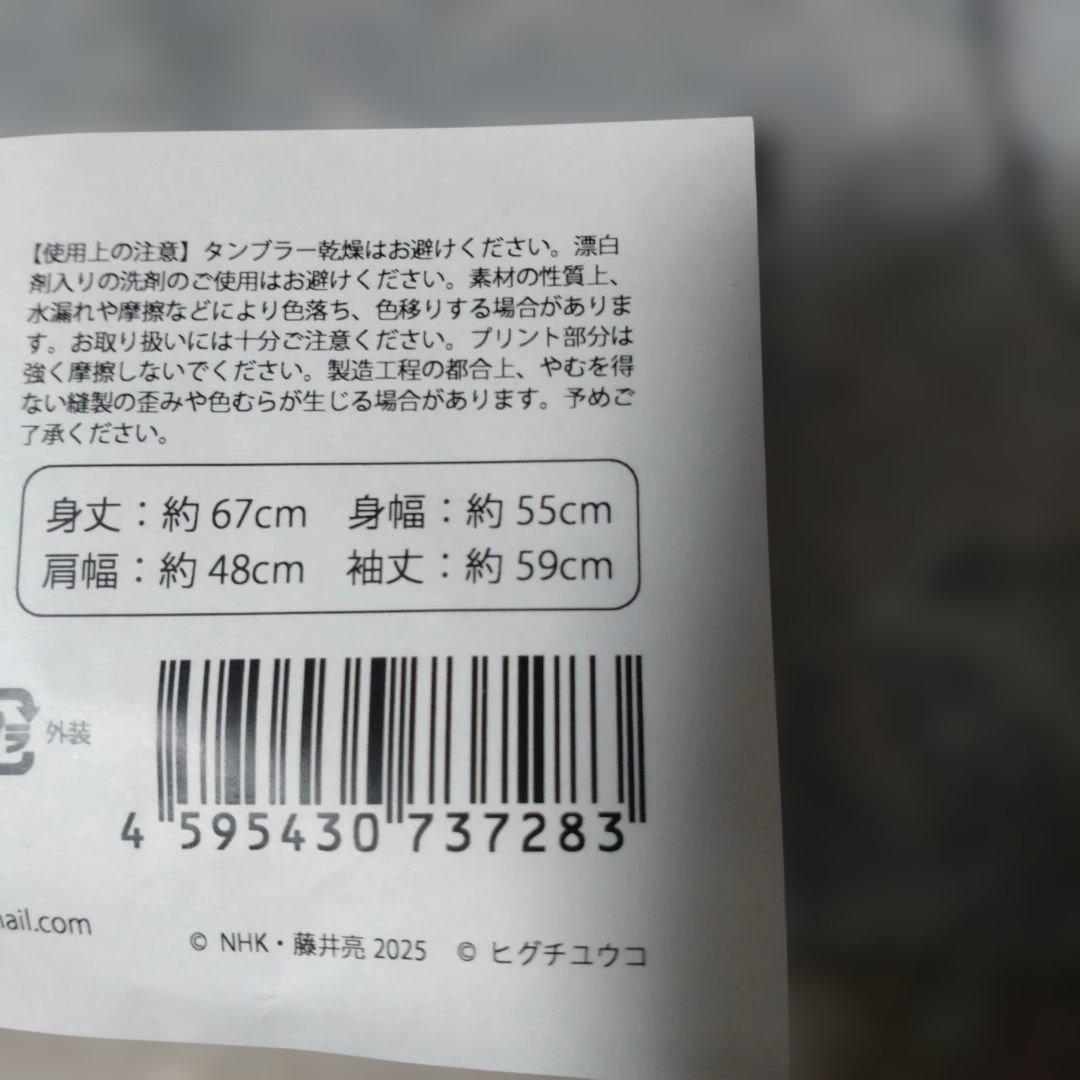 【使用上の注意】タンブラー乾燥はお避けください。漂白
剤入りの洗剤のご使用はお避けください。素材の性質上、
水漏れや摩擦などにより色落ち、色移りする場合がありま
す。お取り扱いには十分ご注意ください。プリント部分は
強く摩擦しないでください。製造工程の都合上、やむを得
ない縫製の歪みや色むらが生じる場合があります。予めご
了承ください。
身丈：約 67cm　身幅：約 55cm
肩幅：約 48cm　袖丈：約 59cm
外装
4 595430 737283
ail.com
© NHK・藤井亮 2025　© ヒグチユウコ